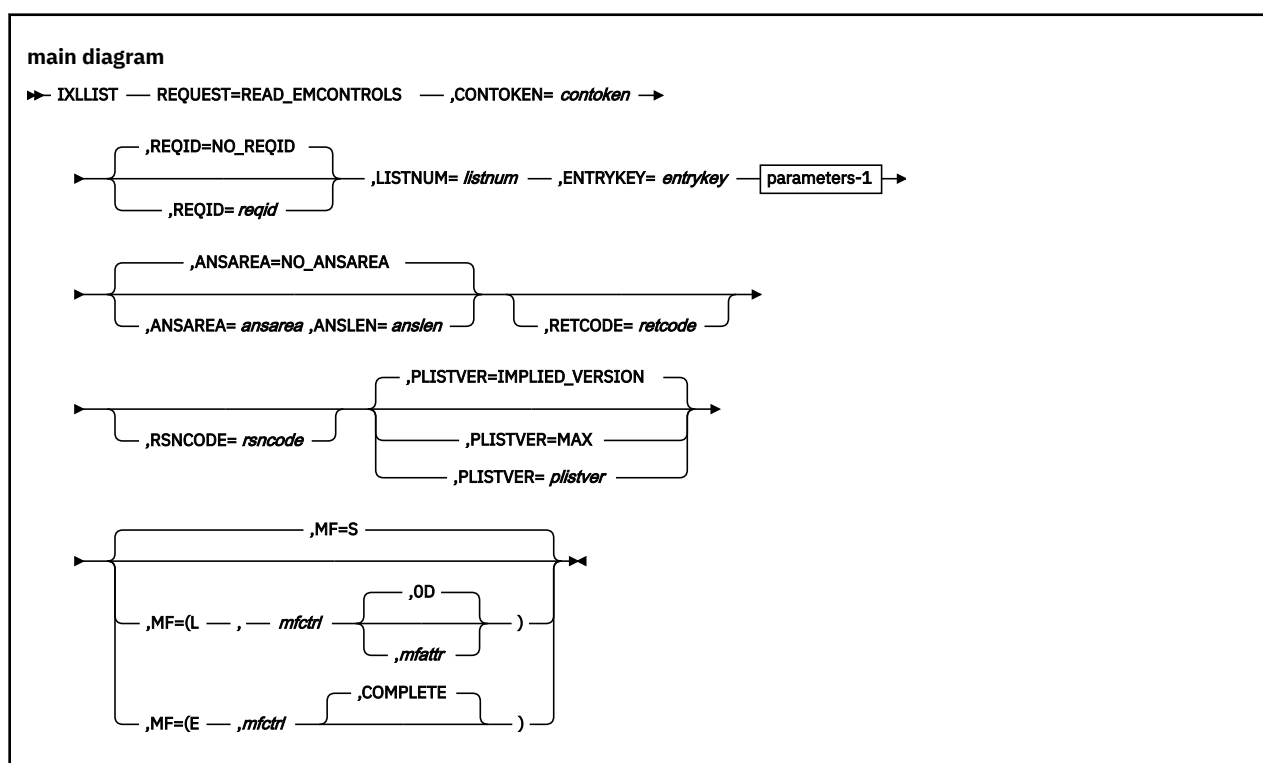 main diagram
IXLLIST REQUEST=READ_EMCONTROLS ,CONTOKEN= contoken
,REQID=NO_REQID
,LISTNUM= listnum ,ENTRYKEY= entrykey parameters-1
,REQID= reqid
,ANSAREA=NO_ANSAREA
,ANSAREA= ansarea ,ANSLEN= anslen ,RETCODE= retcode
,PLISTVER=IMPLIED_VERSION
,RSNCODE= rsncode ,PLISTVER=MAX
,PLISTVER= plistver
,MF=S
,0D
,MF=(L , mfctrl )
,mfattr
,COMPLETE
,MF=(E ,mfctrl )